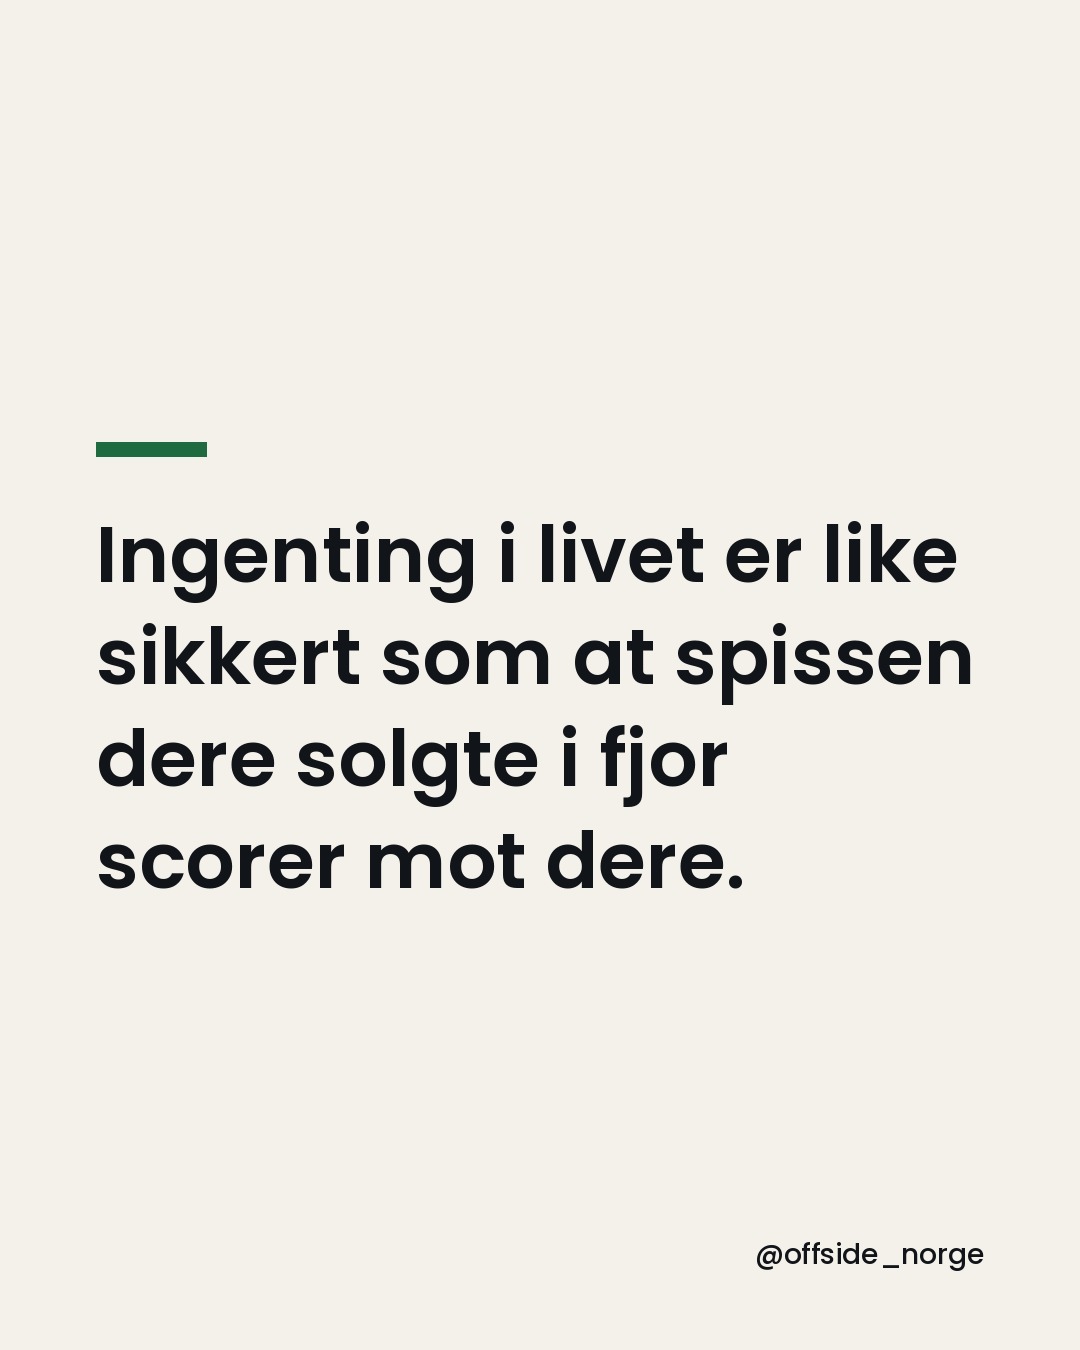 Ingenting i livet er like
sikkert som at spissen
dere solgte i fjor
scorer mot dere.
@offside_norge